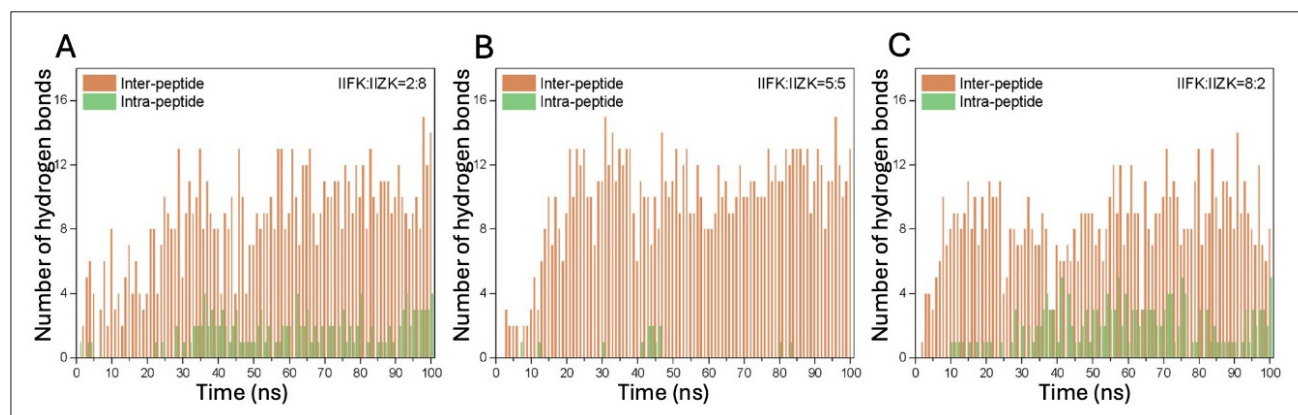 A
Number of hydrogen bonds
16
12
8
4
0
Inter-peptide
Intra-peptide
IIFK:IIZK=2:8
0 10 20 30 40 50 60 70 80 90 100
Time (ns)
B
Number of hydrogen bonds
16
12
8
4
0
Inter-peptide
Intra-peptide
IIFK:IIZK=5:5
0 10 20 30 40 50 60 70 80 90 100
Time (ns)
C
Number of hydrogen bonds
16
12
8
4
0
Inter-peptide
Intra-peptide
IIFK:IIZK=8:2
0 10 20 30 40 50 60 70 80 90 100
Time (ns)